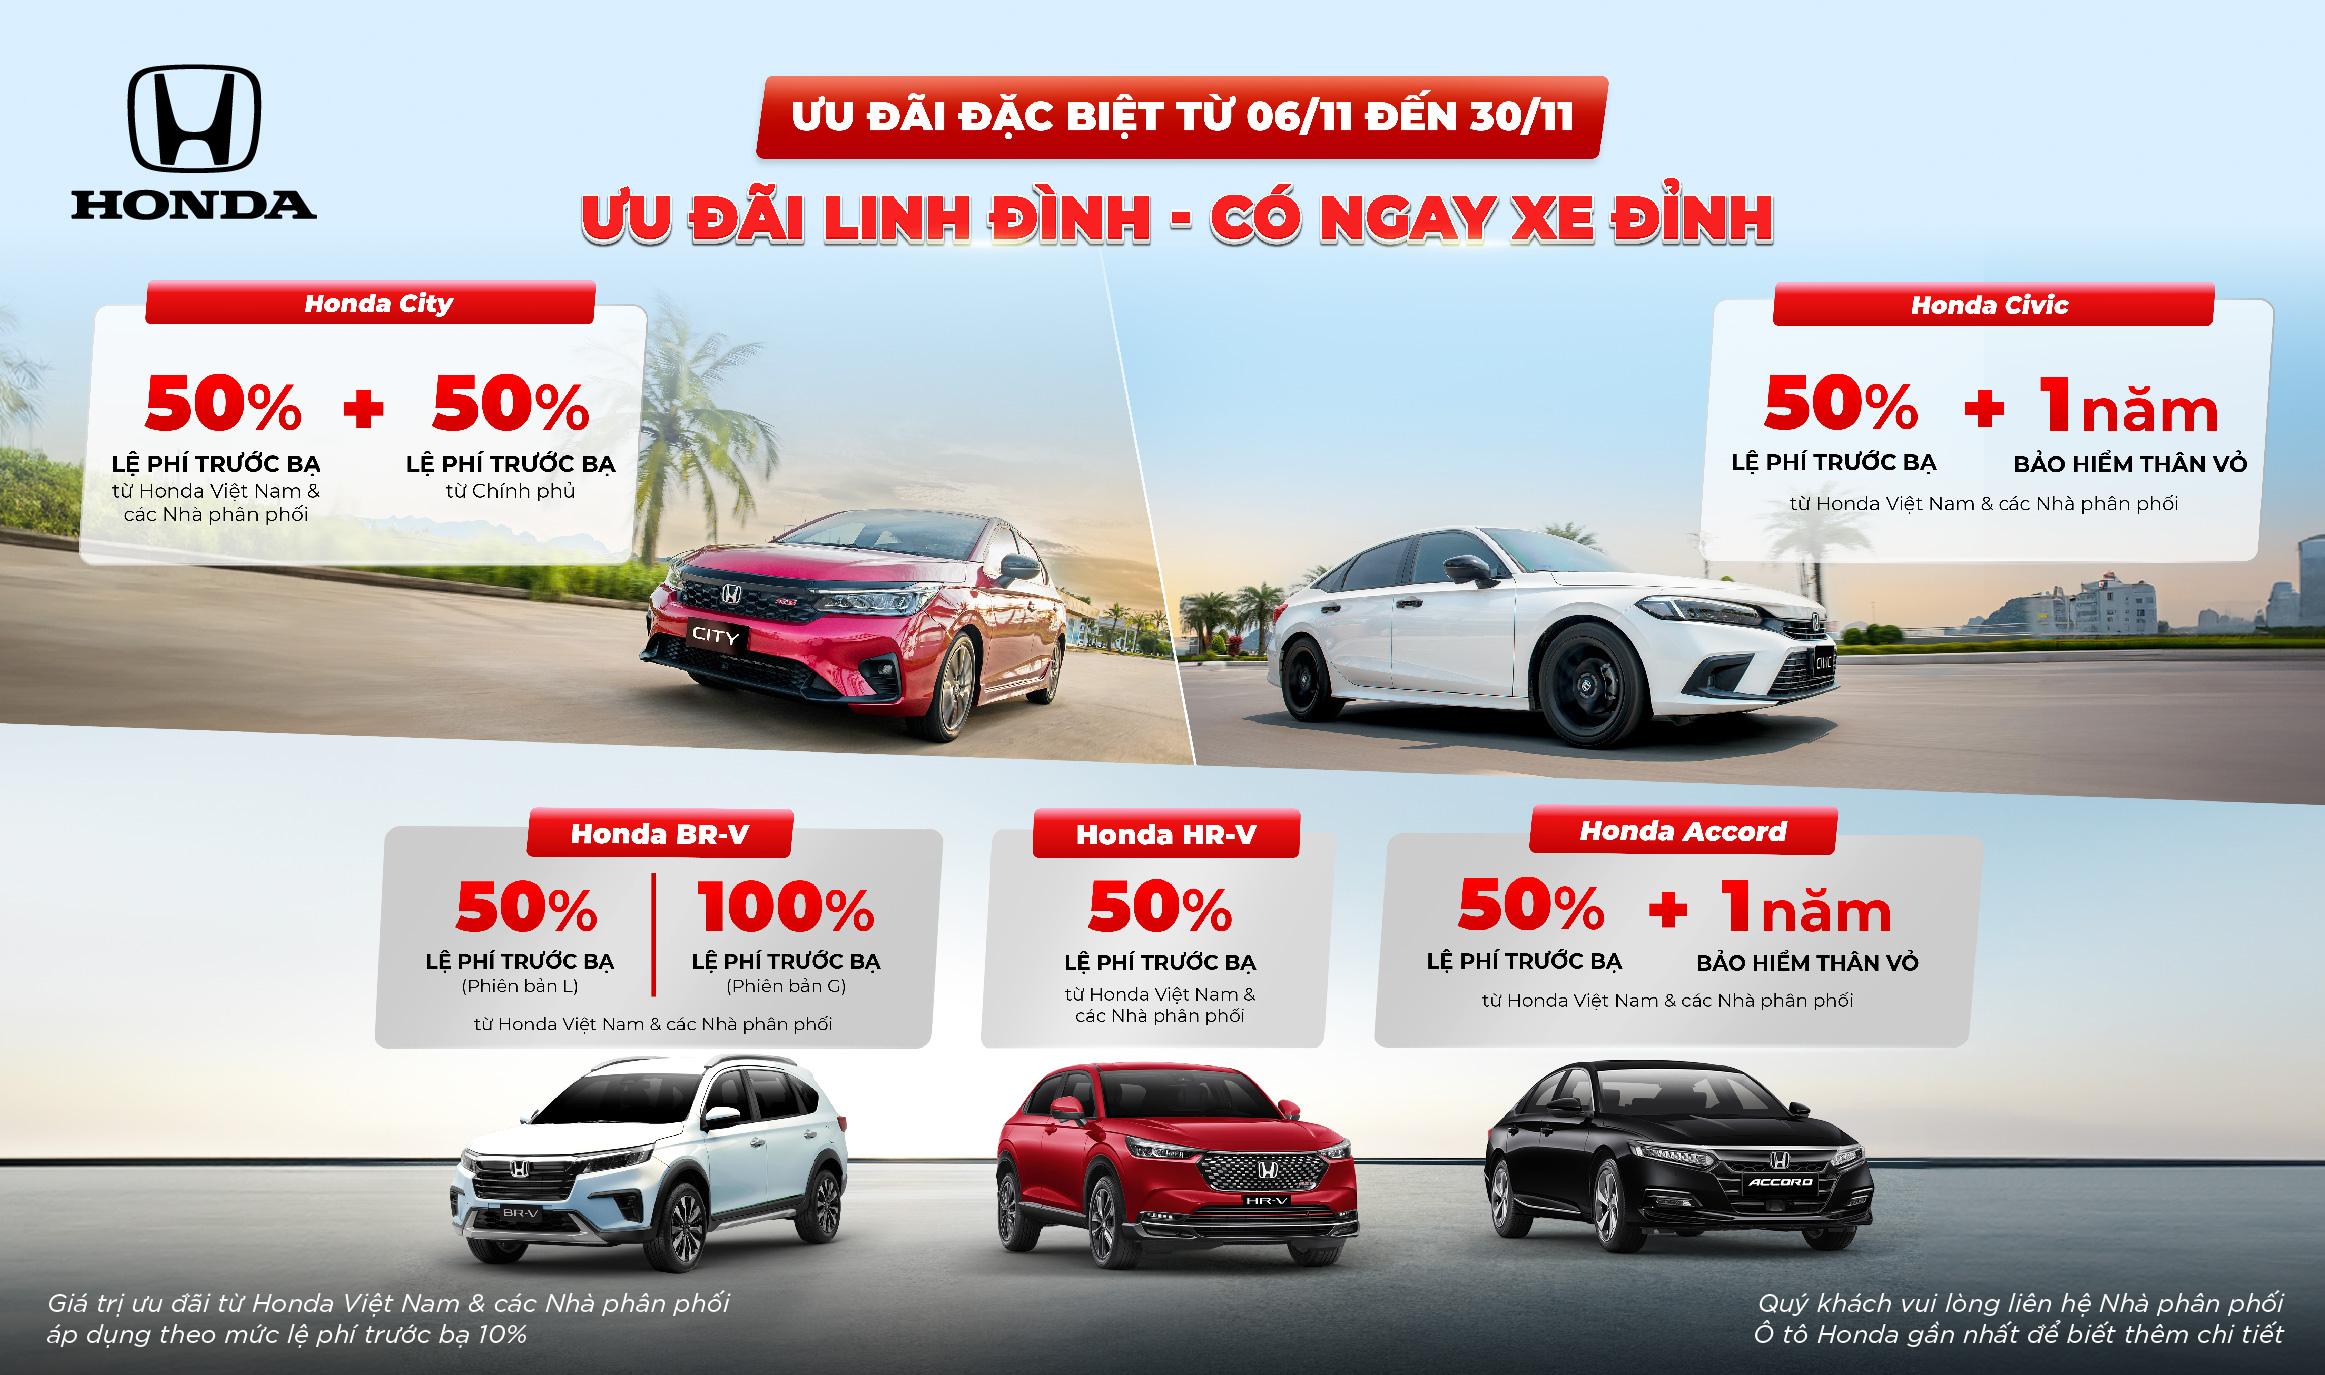 HONDA
ƯU ĐÃI ĐẶC BIỆT TỪ 06/11 ĐẾN 30/11
ƯU ĐÃI LINH ĐÌNH - CÓ NGAY XE ĐỈNH
Honda City
50% + 50%
LỆ PHÍ TRƯỚC BẠ LỆ PHÍ TRƯỚC BẠ
từ Honda Việt Nam & từ Chính phủ
các Nhà phân phối
Honda Civic
50% + 1 năm
LỆ PHÍ TRƯỚC BẠ BẢO HIỂM THÂN VỎ
từ Honda Việt Nam & các Nhà phân phối
CITY
CIVIC
Honda BR-V
50% 100%
LỆ PHÍ TRƯỚC BẠ LỆ PHÍ TRƯỚC BẠ
(Phiên bản L) (Phiên bản G)
từ Honda Việt Nam & các Nhà phân phối
Honda HR-V
50%
LỆ PHÍ TRƯỚC BẠ
từ Honda Việt Nam &
các Nhà phân phối
Honda Accord
50% + 1 năm
LỆ PHÍ TRƯỚC BẠ BẢO HIỂM THÂN VỎ
từ Honda Việt Nam & các Nhà phân phối
BR-V
HR-V
ACCORD
Giá trị ưu đãi từ Honda Việt Nam & các Nhà phân phối
áp dụng theo mức lệ phí trước bạ 10%
Quý khách vui lòng liên hệ Nhà phân phối
Ô tô Honda gần nhất để biết thêm chi tiết